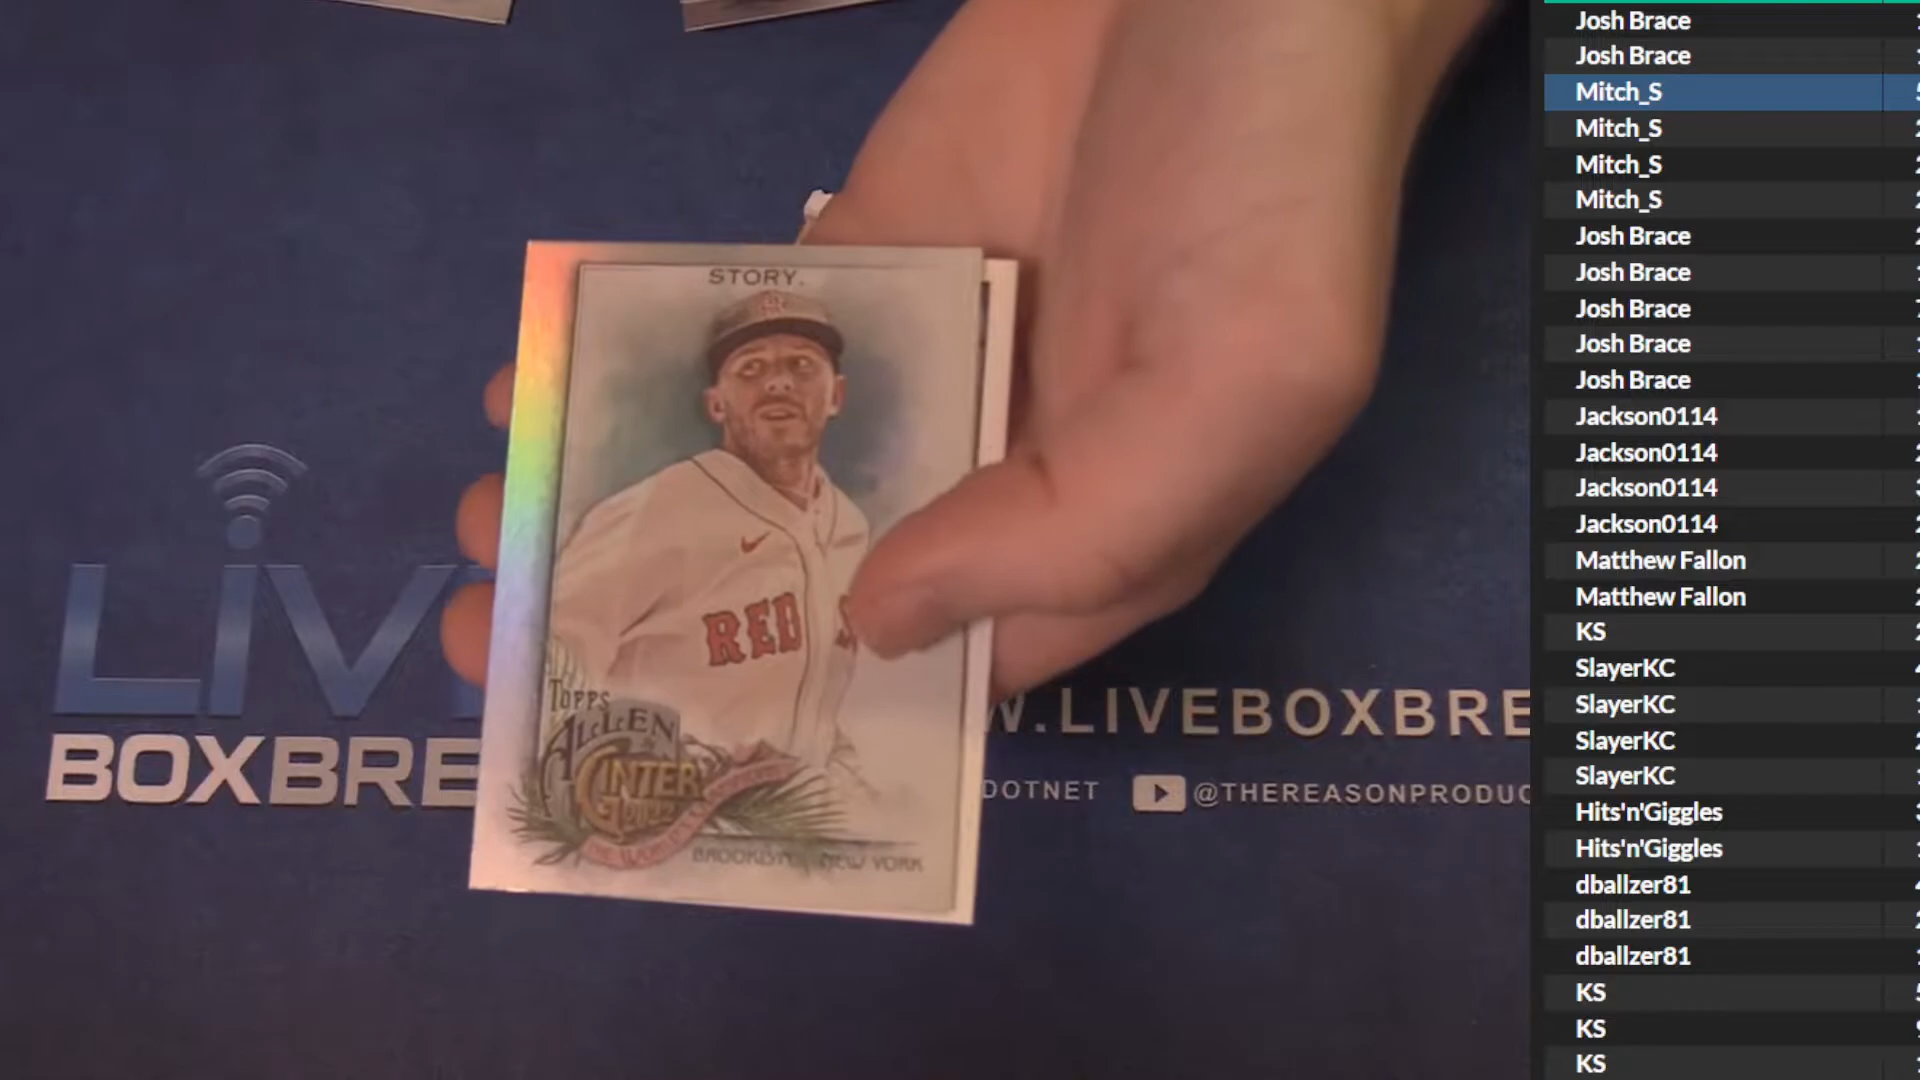 STORY.
RED
TOPPS
ALLEN
&
GINTER
BROOKLYN, NEW YORK
LIV
BOXBRE
W.LIVEBOXBRE
DOTNET
@THEREASONPRODUC
Josh Brace
Josh Brace
Mitch_S
Mitch_S
Mitch_S
Mitch_S
Josh Brace
Josh Brace
Josh Brace
Josh Brace
Josh Brace
Jackson0114
Jackson0114
Jackson0114
Jackson0114
Matthew Fallon
Matthew Fallon
KS
SlayerKC
SlayerKC
SlayerKC
SlayerKC
Hits'n'Giggles
Hits'n'Giggles
dballzer81
dballzer81
dballzer81
KS
KS
KS